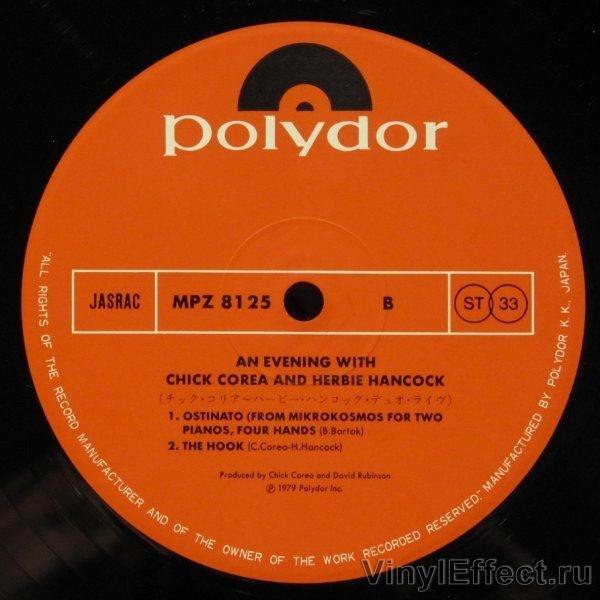 polydor
JASRAC
MPZ 8125
B
ST 33
AN EVENING WITH
CHICK COREA AND HERBIE HANCOCK
(チック・コリア〜ハービー・ハンコック・デュオ・ライヴ)
1. OSTINATO (FROM MIKROKOSMOS FOR TWO
PIANOS, FOUR HANDS (B.Bartok)
2. THE HOOK (C.Corea-H.Hancock)
Produced by Chick Corea and David Rubinson
℗ 1979 Polydor Inc.
"ALL RIGHTS OF THE RECORD MANUFACTURER AND OF THE OWNER OF THE WORK RECORDED RESERVED." MANUFACTURED BY POLYDOR K.K., JAPAN.
VinylEffect.ru